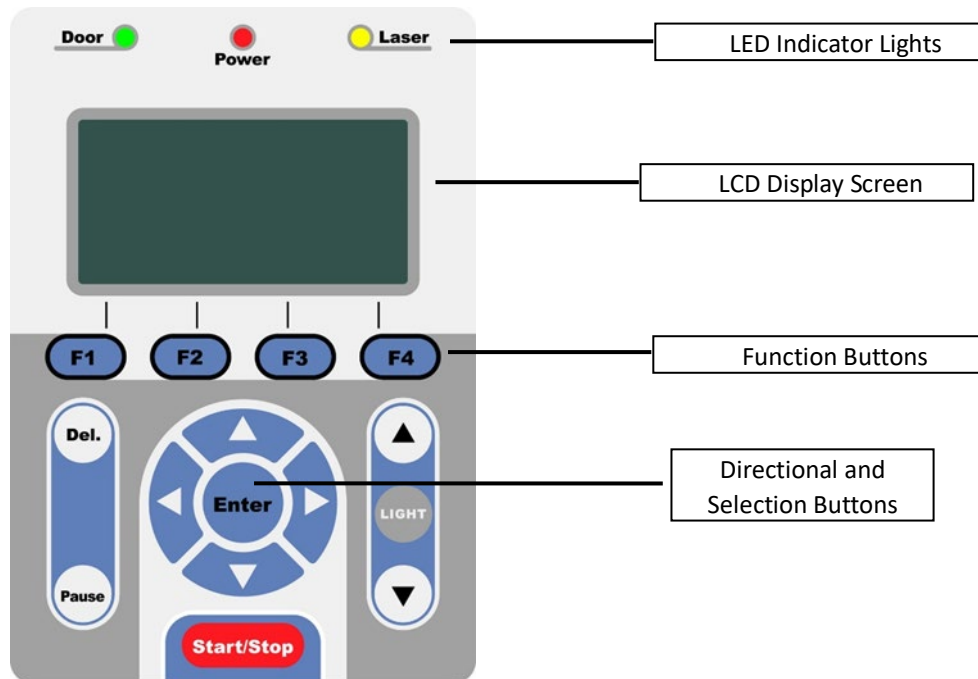 Door
Power
Laser
LED Indicator Lights
LCD Display Screen
F1
F2
F3
F4
Function Buttons
Del.
Enter
LIGHT
Directional and
Selection Buttons
Pause
Start/Stop